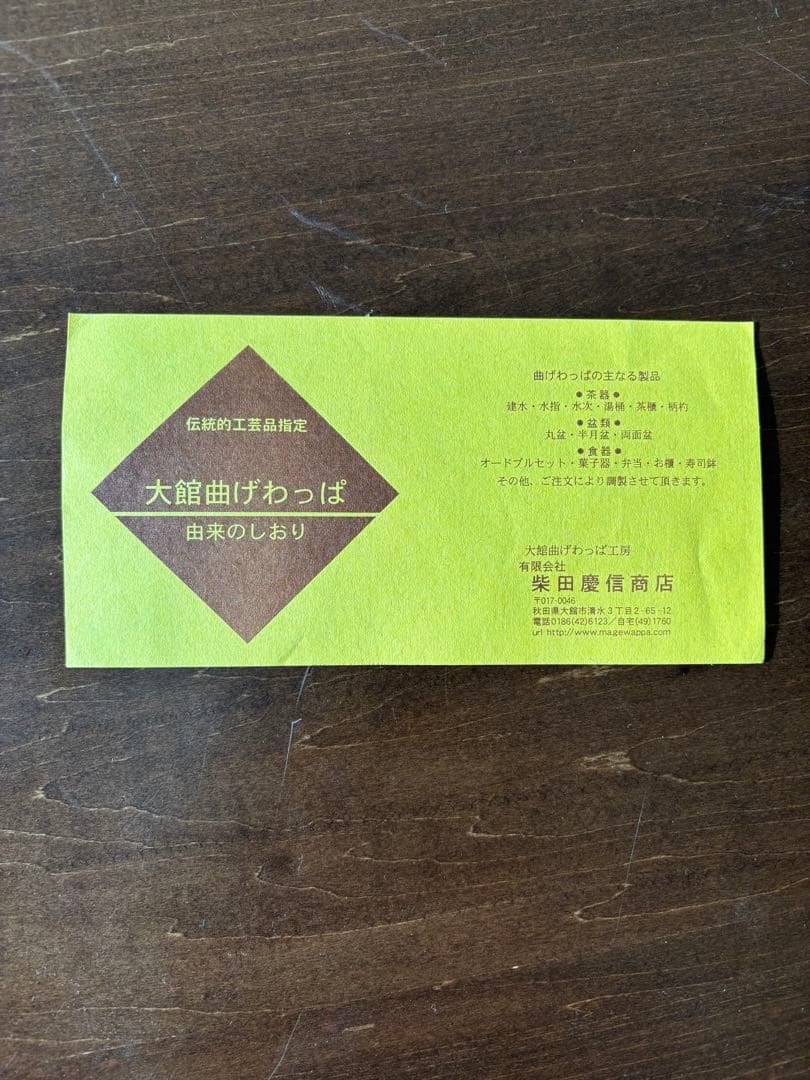 伝統的工芸品指定
大館曲げわっぱ
由来のしおり
曲げわっぱの主なる製品
●茶器●
建水・水指・水次・湯桶・茶櫃・柄杓
●盆類●
丸盆・半月盆・両面盆
●食器●
オードブルセット・菓子器・弁当・お櫃・寿司鉢
その他、ご注文により調製させて頂きます。
大館曲げわっぱ工房
有限会社
柴田慶信商店
〒017-0046
秋田県大館市清水3丁目2-65-12
電話0186(42)6123／自宅(49)1760
url http://www.magewappa.com